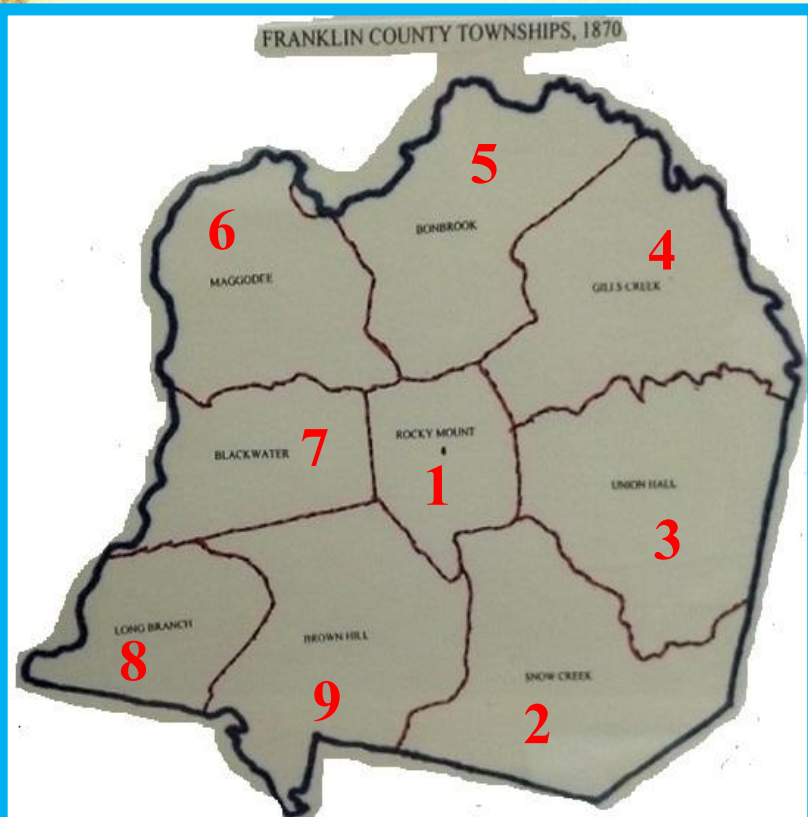 FRANKLIN COUNTY TOWNSHIPS, 1870
5
BONBROOK
6
MAGGODEE
4
GILLS CREEK
ROCKY MOUNT
1
BLACKWATER
7
UNION HALL
3
LONG BRANCH
8
BROWN HILL
9
SNOW CREEK
2